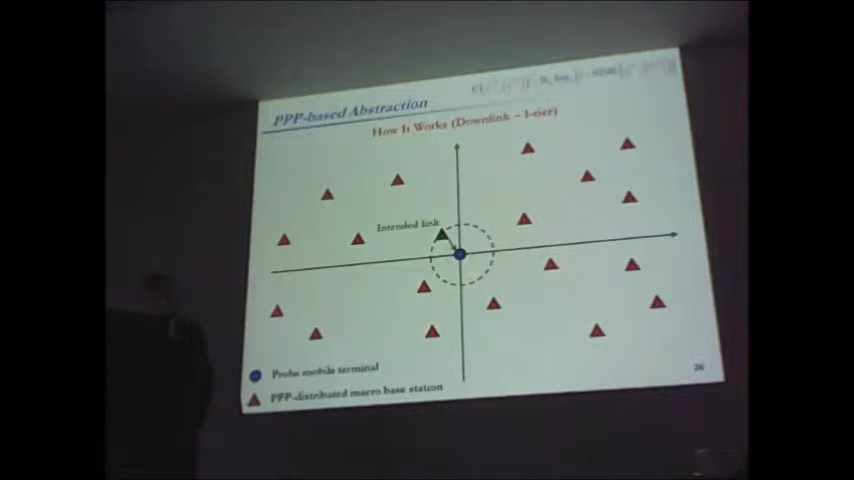 PPP-based Abstraction
How It Works (Downlink – 1-tier)
Intended link
Probe mobile terminal
PPP-distributed macro base station
26